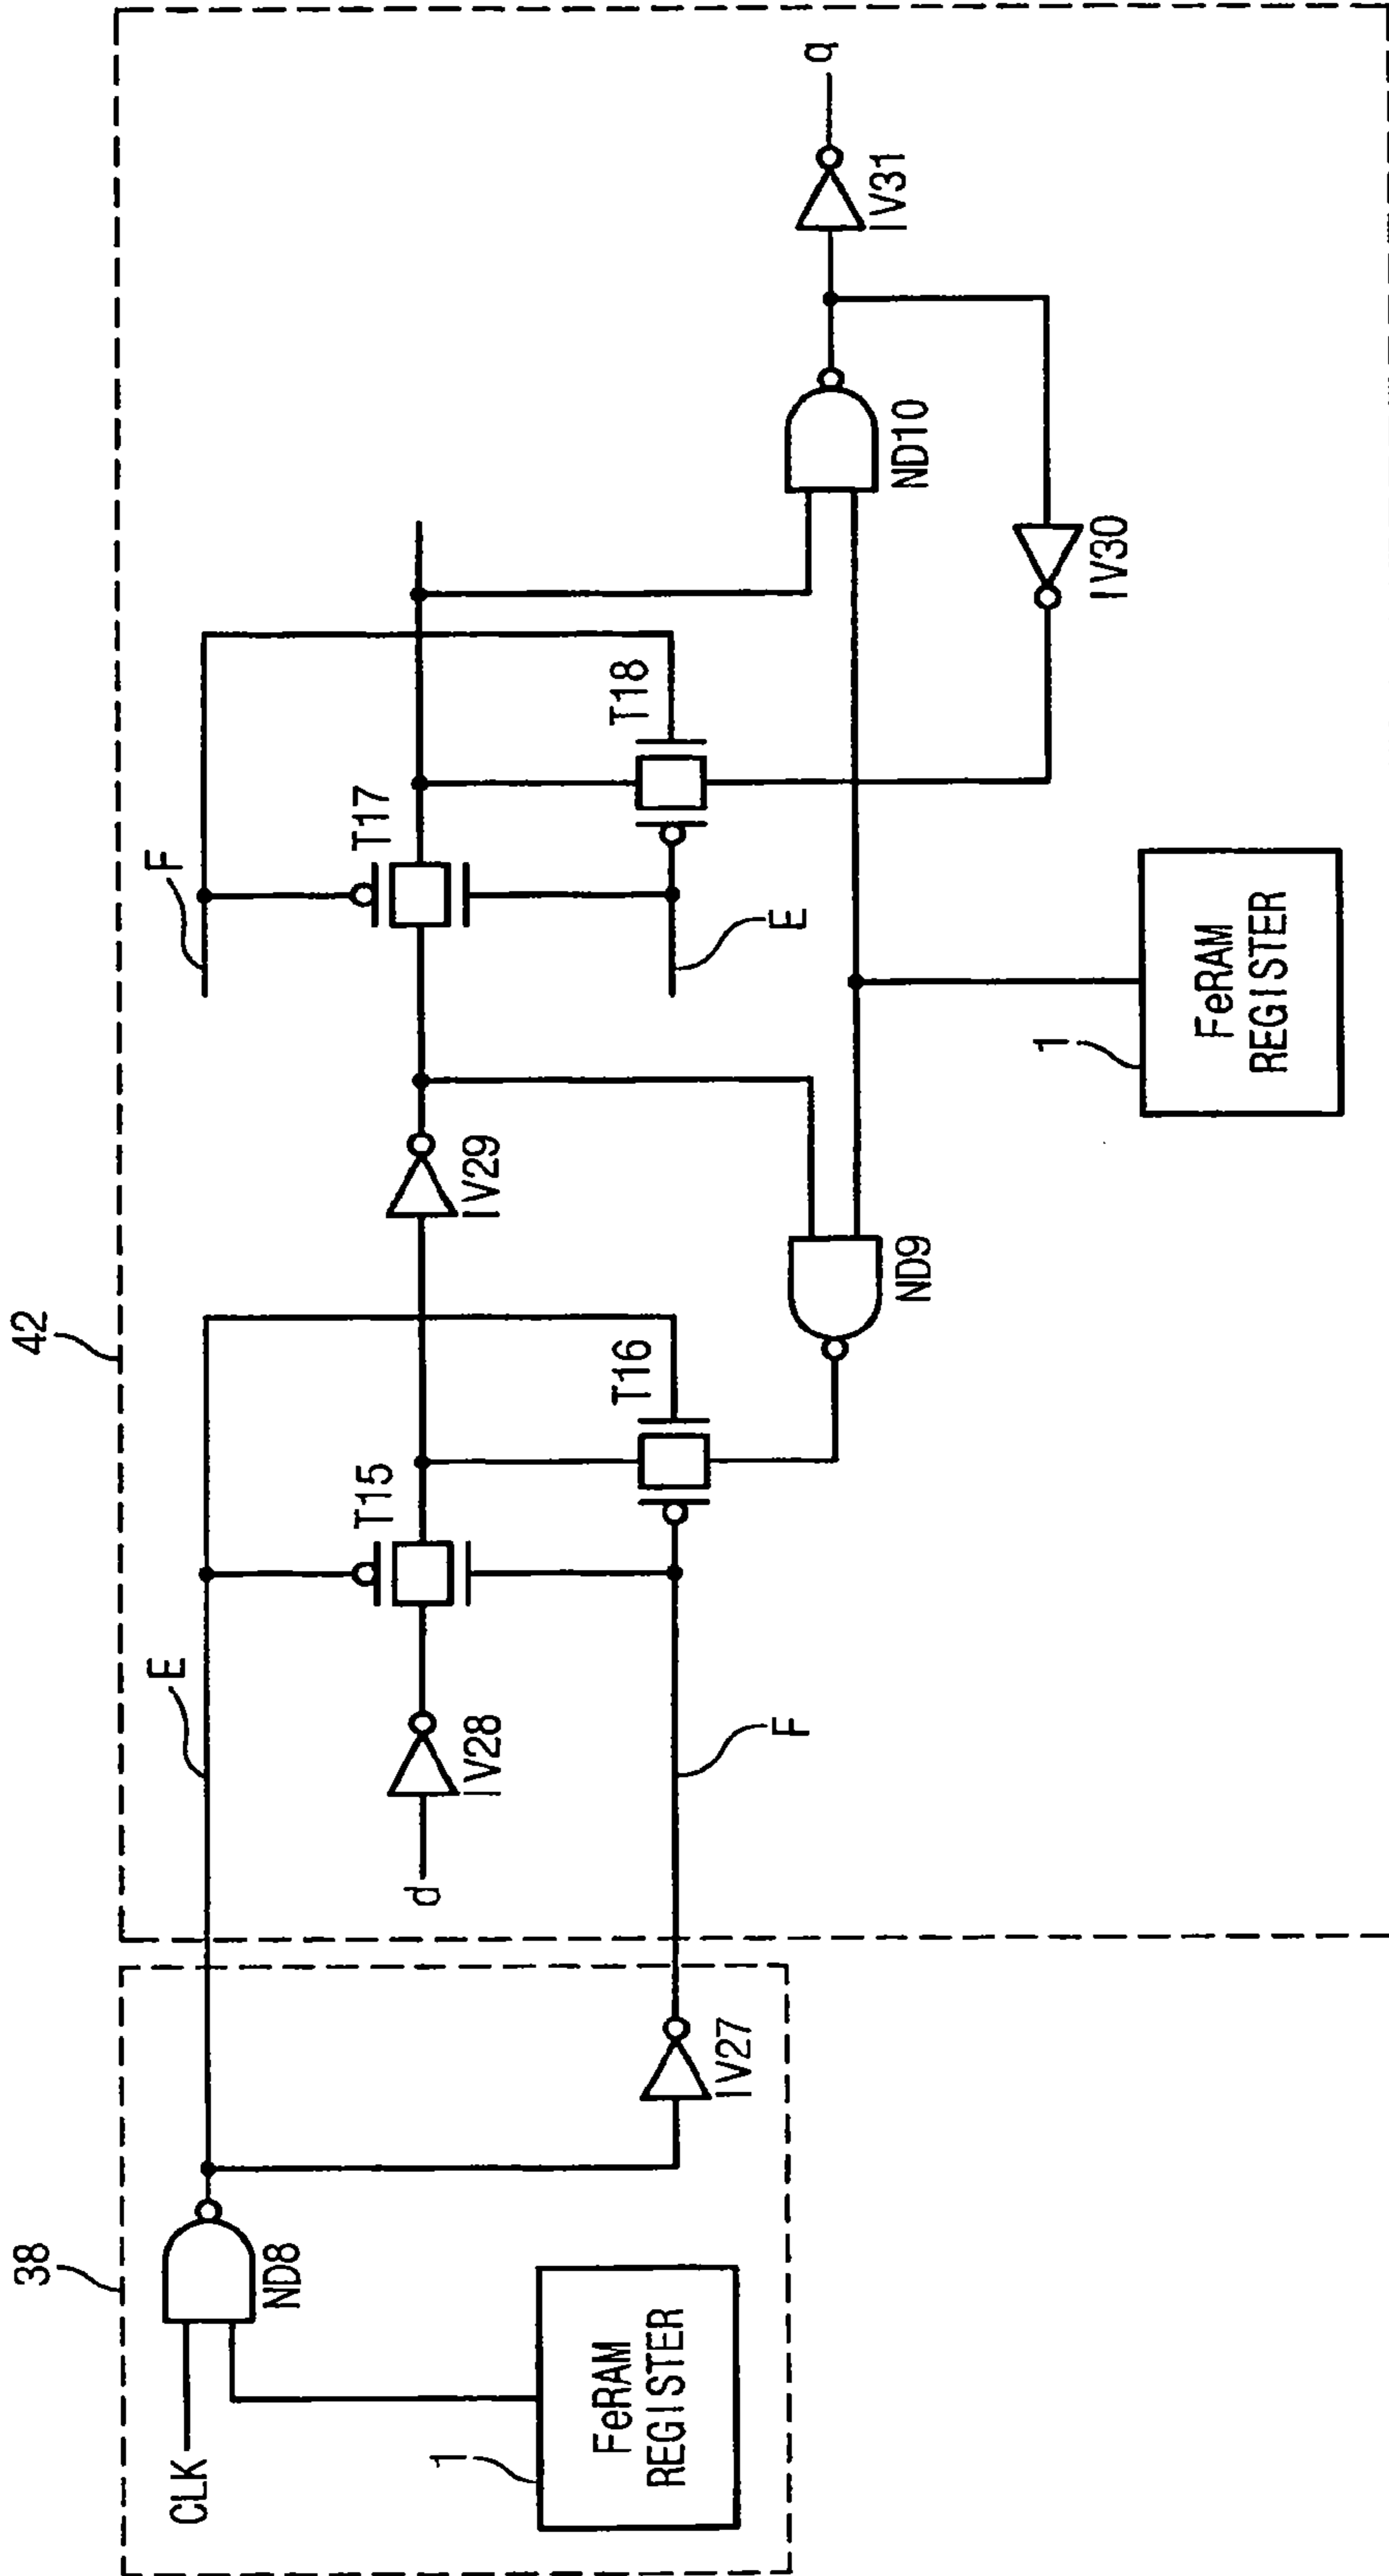 38
CLK
ND8
1
FeRAM
REGISTER
IV27
42
E
d
IV28
T15
T16
F
IV29
ND9
F
T17
T18
E
1
FeRAM
REGISTER
ND10
IV30
IV31
q